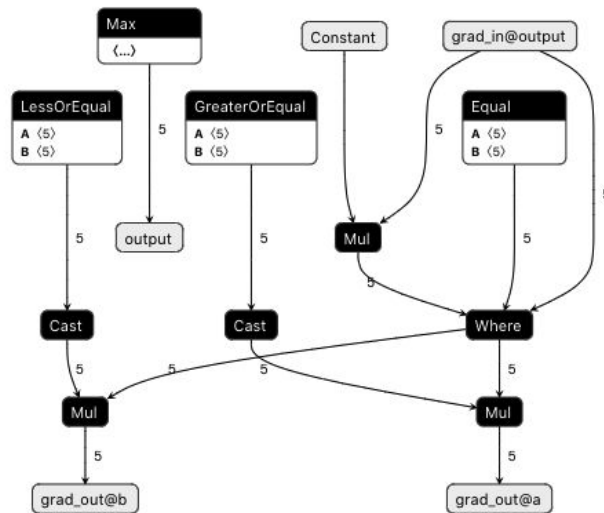 Max
⟨...⟩
Constant
grad_in@output
LessOrEqual
A ⟨5⟩
B ⟨5⟩
GreaterOrEqual
A ⟨5⟩
B ⟨5⟩
Equal
A ⟨5⟩
B ⟨5⟩
5
5
5
output
Mul
5
5
5
5
Cast
Cast
Where
5
5
5
5
Mul
Mul
5
5
grad_out@b
grad_out@a